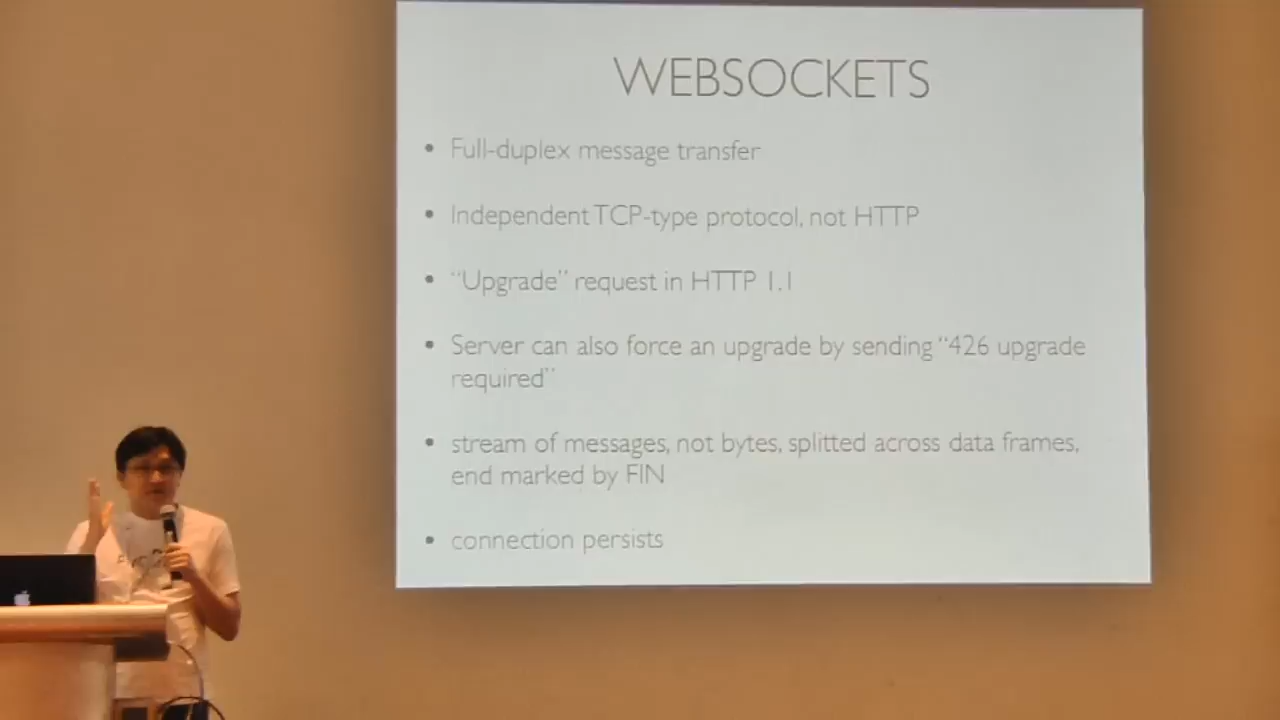 WEBSOCKETS
• Full-duplex message transfer
• Independent TCP-type protocol, not HTTP
• “Upgrade” request in HTTP 1.1
• Server can also force an upgrade by sending “426 upgrade
required”
• stream of messages, not bytes, splitted across data frames,
end marked by FIN
• connection persists